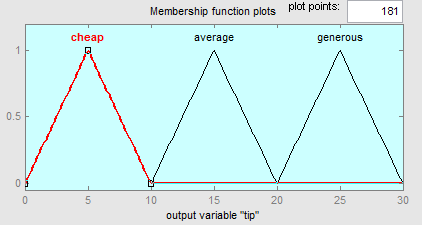 Membership function plots
plot points:
181
cheap
average
generous
1
0.5
0
0
5
10
15
20
25
30
output variable "tip"